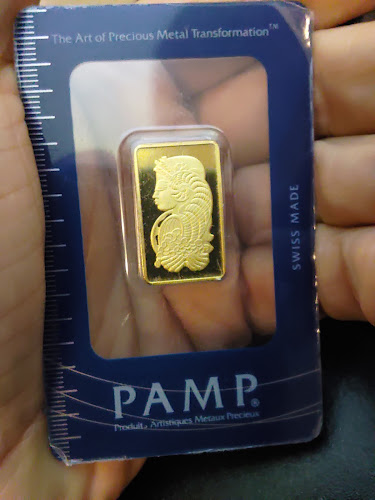 The Art of Precious Metal Transformation™
SWISS MADE
PAMP®
Produits Artistiques Métaux Précieux